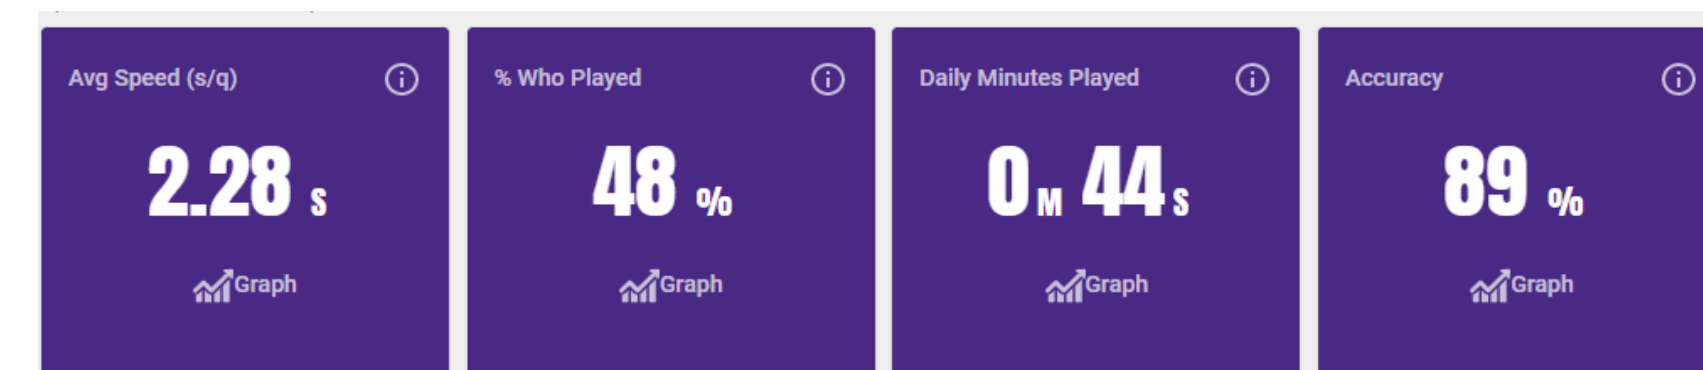 Avg Speed (s/q)
2.28 s
Graph
% Who Played
48 %
Graph
Daily Minutes Played
0 M 44 s
Graph
Accuracy
89 %
Graph